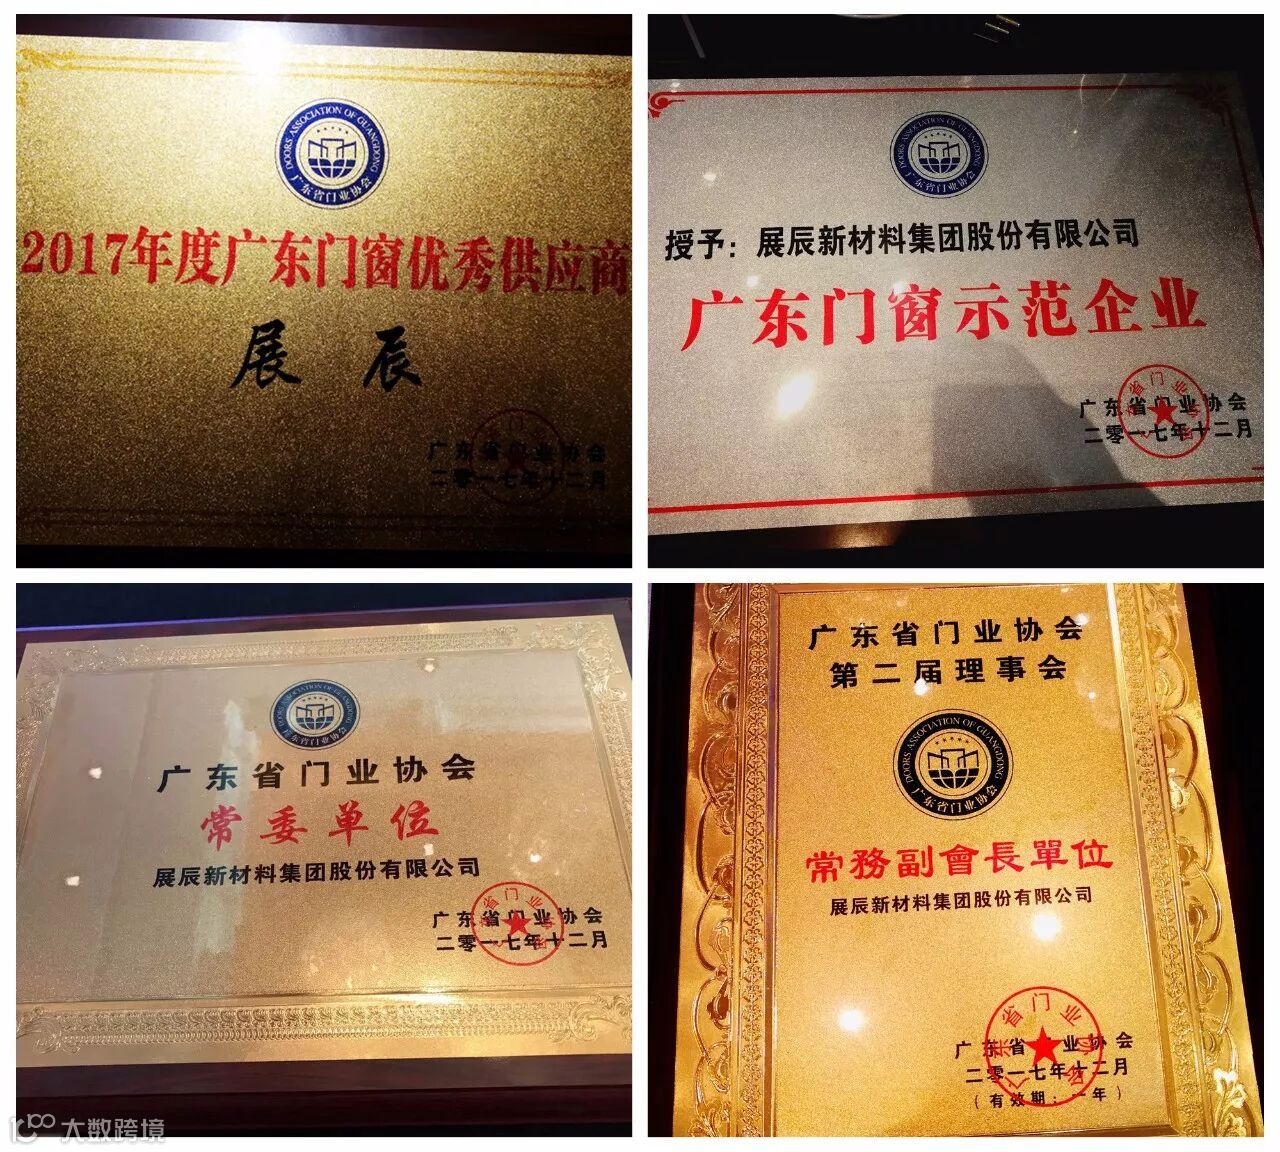 DOORS ASSOCIATION OF GUANGDONG
广东省门业协会
2017年度广东门窗优秀供应商
展辰
广东省门业协会
二零一七年十二月
DOORS ASSOCIATION OF GUANGDONG
广东省门业协会
授予：展辰新材料集团股份有限公司
广东门窗示范企业
广东省门业协会
二零一七年十二月
DOORS ASSOCIATION OF GUANGDONG
广东省门业协会
广东省门业协会
常委单位
展辰新材料集团股份有限公司
广东省门业协会
二零一七年十二月
广东省门业协会
第二届理事会
DOORS ASSOCIATION OF GUANGDONG
广东省门业协会
常務副會長單位
展辰新材料集团股份有限公司
广东省门业协会
二零一七年十二月
（有效期：一年）
大数跨境